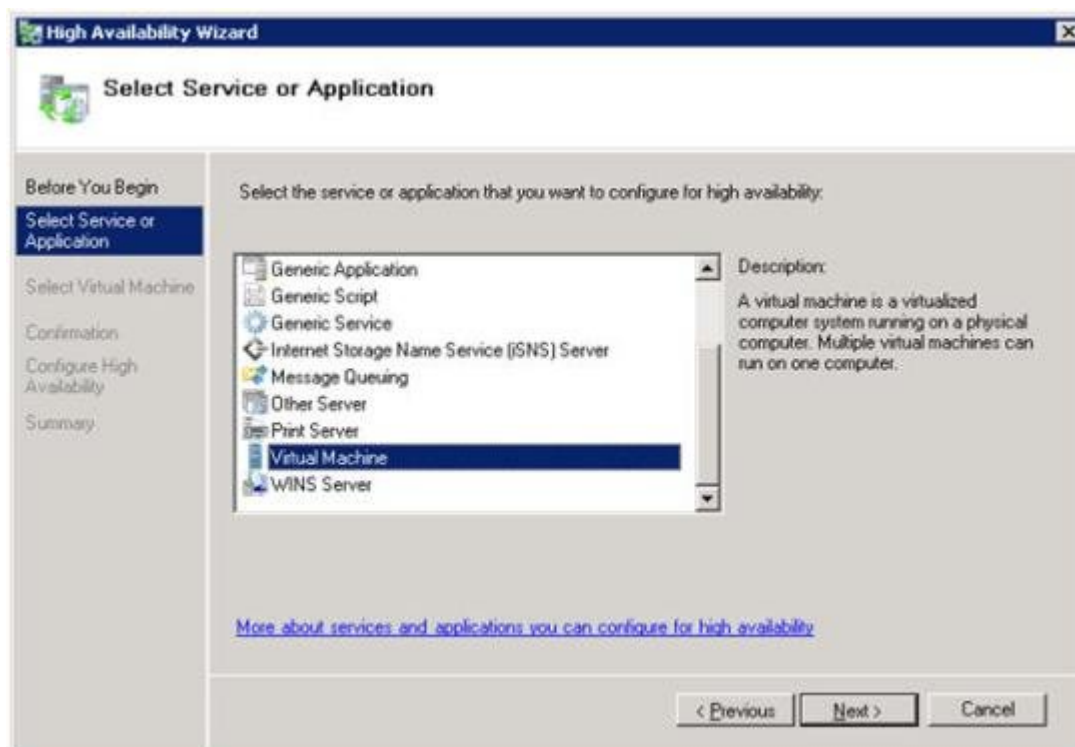 High Availability Wizard
Select Service or Application
Before You Begin
Select Service or
Application
Select Virtual Machine
Confirmation
Configure High
Availability
Summary
Select the service or application that you want to configure for high availability:
Generic Application
Generic Script
Generic Service
Internet Storage Name Service (iSNS) Server
Message Queuing
Other Server
Print Server
Virtual Machine
WINS Server
Description:
A virtual machine is a virtualized
computer system running on a physical
computer. Multiple virtual machines can
run on one computer.
More about services and applications you can configure for high availability
< Previous
Next >
Cancel